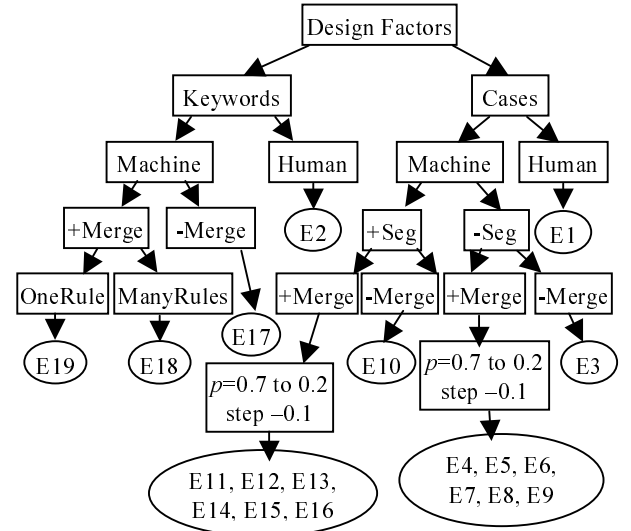 Design Factors
Keywords
Cases
Machine
Human
Machine
Human
+Merge
-Merge
E2
+Seg
-Seg
E1
OneRule
ManyRules
+Merge
-Merge
+Merge
-Merge
E19
E18
E17
E10
E3
p=0.7 to 0.2
step –0.1
p=0.7 to 0.2
step –0.1
E11, E12, E13,
E14, E15, E16
E4, E5, E6,
E7, E8, E9